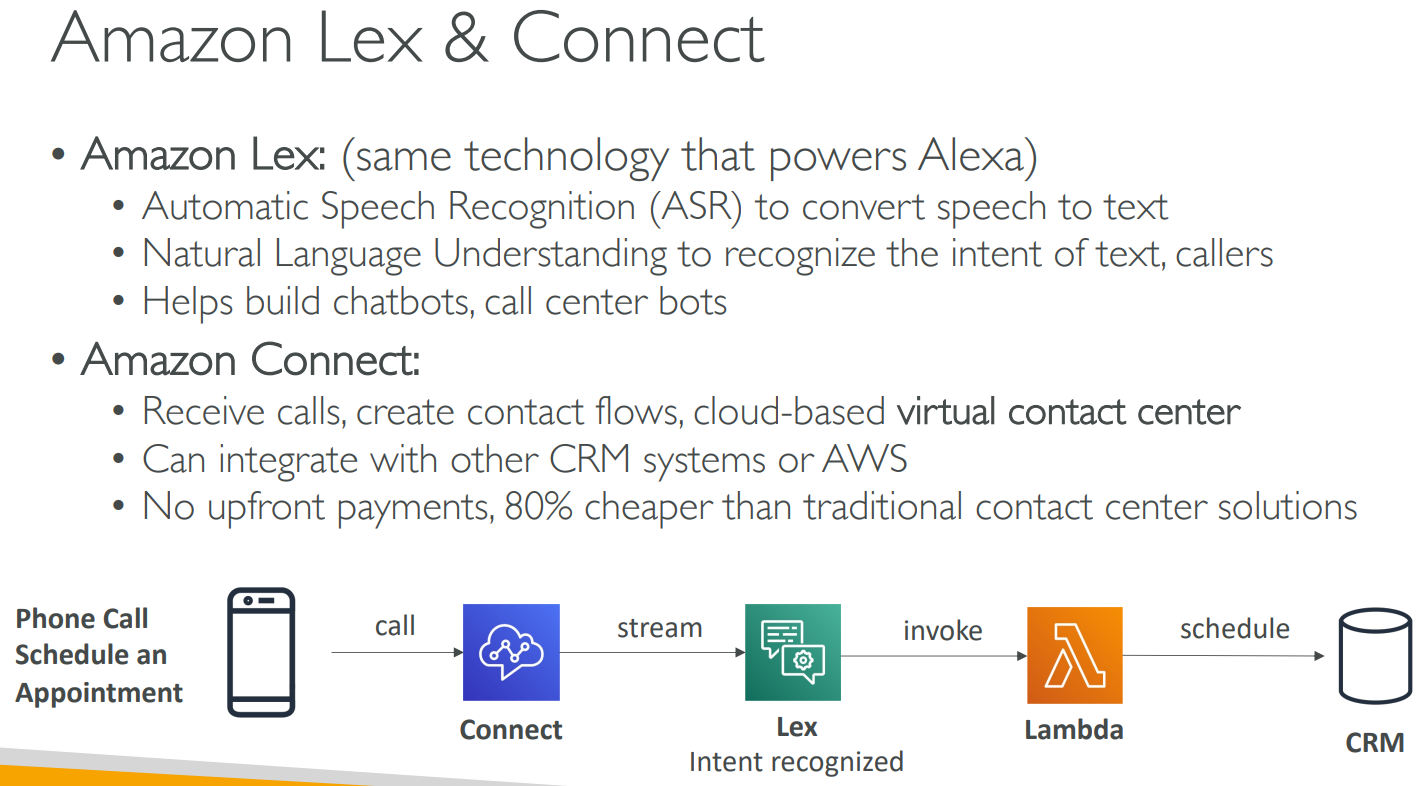 Amazon Lex & Connect
• Amazon Lex: (same technology that powers Alexa)
• Automatic Speech Recognition (ASR) to convert speech to text
• Natural Language Understanding to recognize the intent of text, callers
• Helps build chatbots, call center bots
• Amazon Connect:
• Receive calls, create contact flows, cloud-based virtual contact center
• Can integrate with other CRM systems or AWS
• No upfront payments, 80% cheaper than traditional contact center solutions
Phone Call
Schedule an
Appointment
call
Connect
stream
Lex
Intent recognized
invoke
Lambda
schedule
CRM